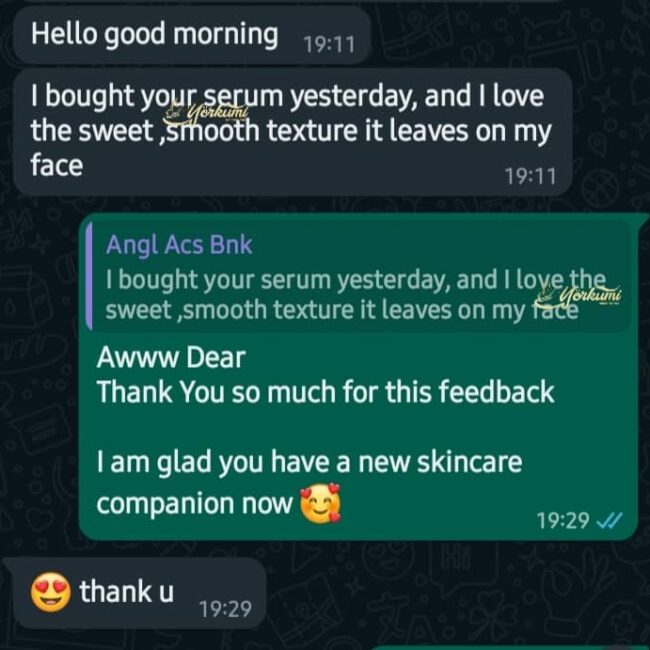 Hello good morning 19:11
I bought your serum yesterday, and I love
the sweet ,smooth texture it leaves on my
face
19:11
Yorkumi
Angl Acs Bnk
I bought your serum yesterday, and I love the
sweet ,smooth texture it leaves on my face
Yorkumi
Awww Dear
Thank You so much for this feedback
I am glad you have a new skincare
companion now 🥰
19:29
😍 thank u 19:29